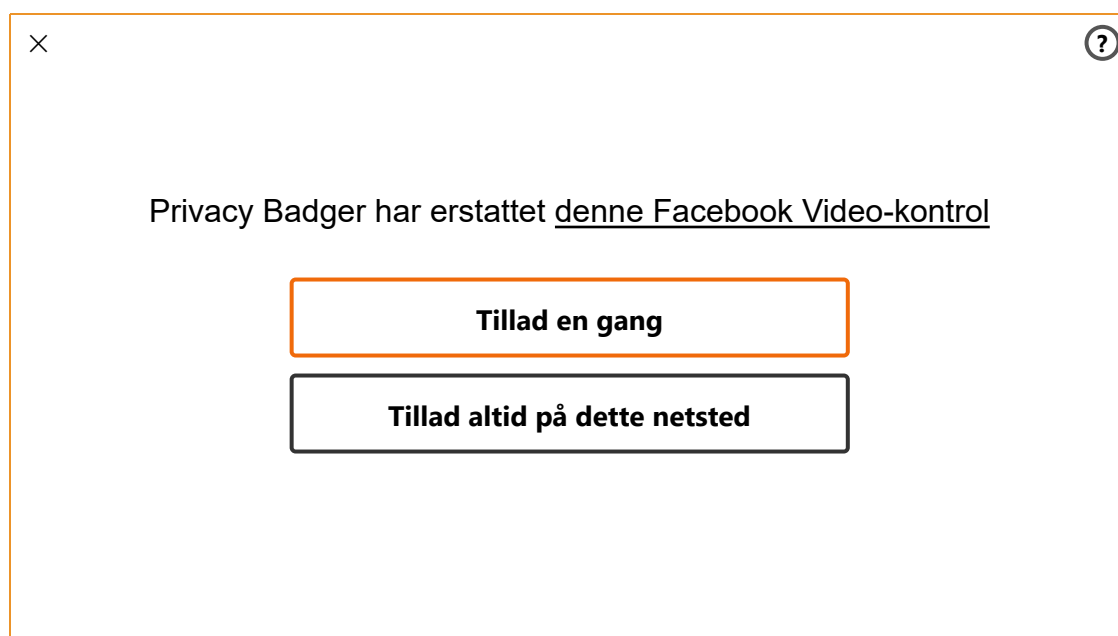 ?
Privacy Badger har erstattet denne Facebook Video-kontrol
Tillad en gang
Tillad altid på dette netsted